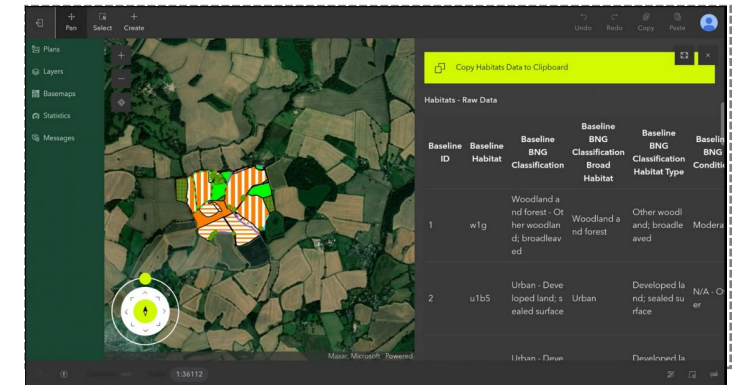 Pan Select Create Undo Redo Copy Paste
Plans
Layers
Basemaps
Statistics
Messages
Copy Habitats Data to Clipboard
Habitats - Raw Data
Baseline ID
Baseline Habitat
Baseline BNG Classification
Baseline BNG Classification Broad Habitat
Baseline BNG Classification Habitat Type
Baselin BNG Conditio
1
w1g
Woodland a
nd forest - Ot
her woodlan
d; broadleav
ed
Woodland a
nd forest
Other woodl
and; broadle
aved
Modera
2
u1b5
Urban - Deve
loped land; s
ealed surface
Urban
Developed la
nd; sealed su
rface
N/A - O
er
Urban - Deve
Developed la
Maxar, Microsoft Powered
1:36112